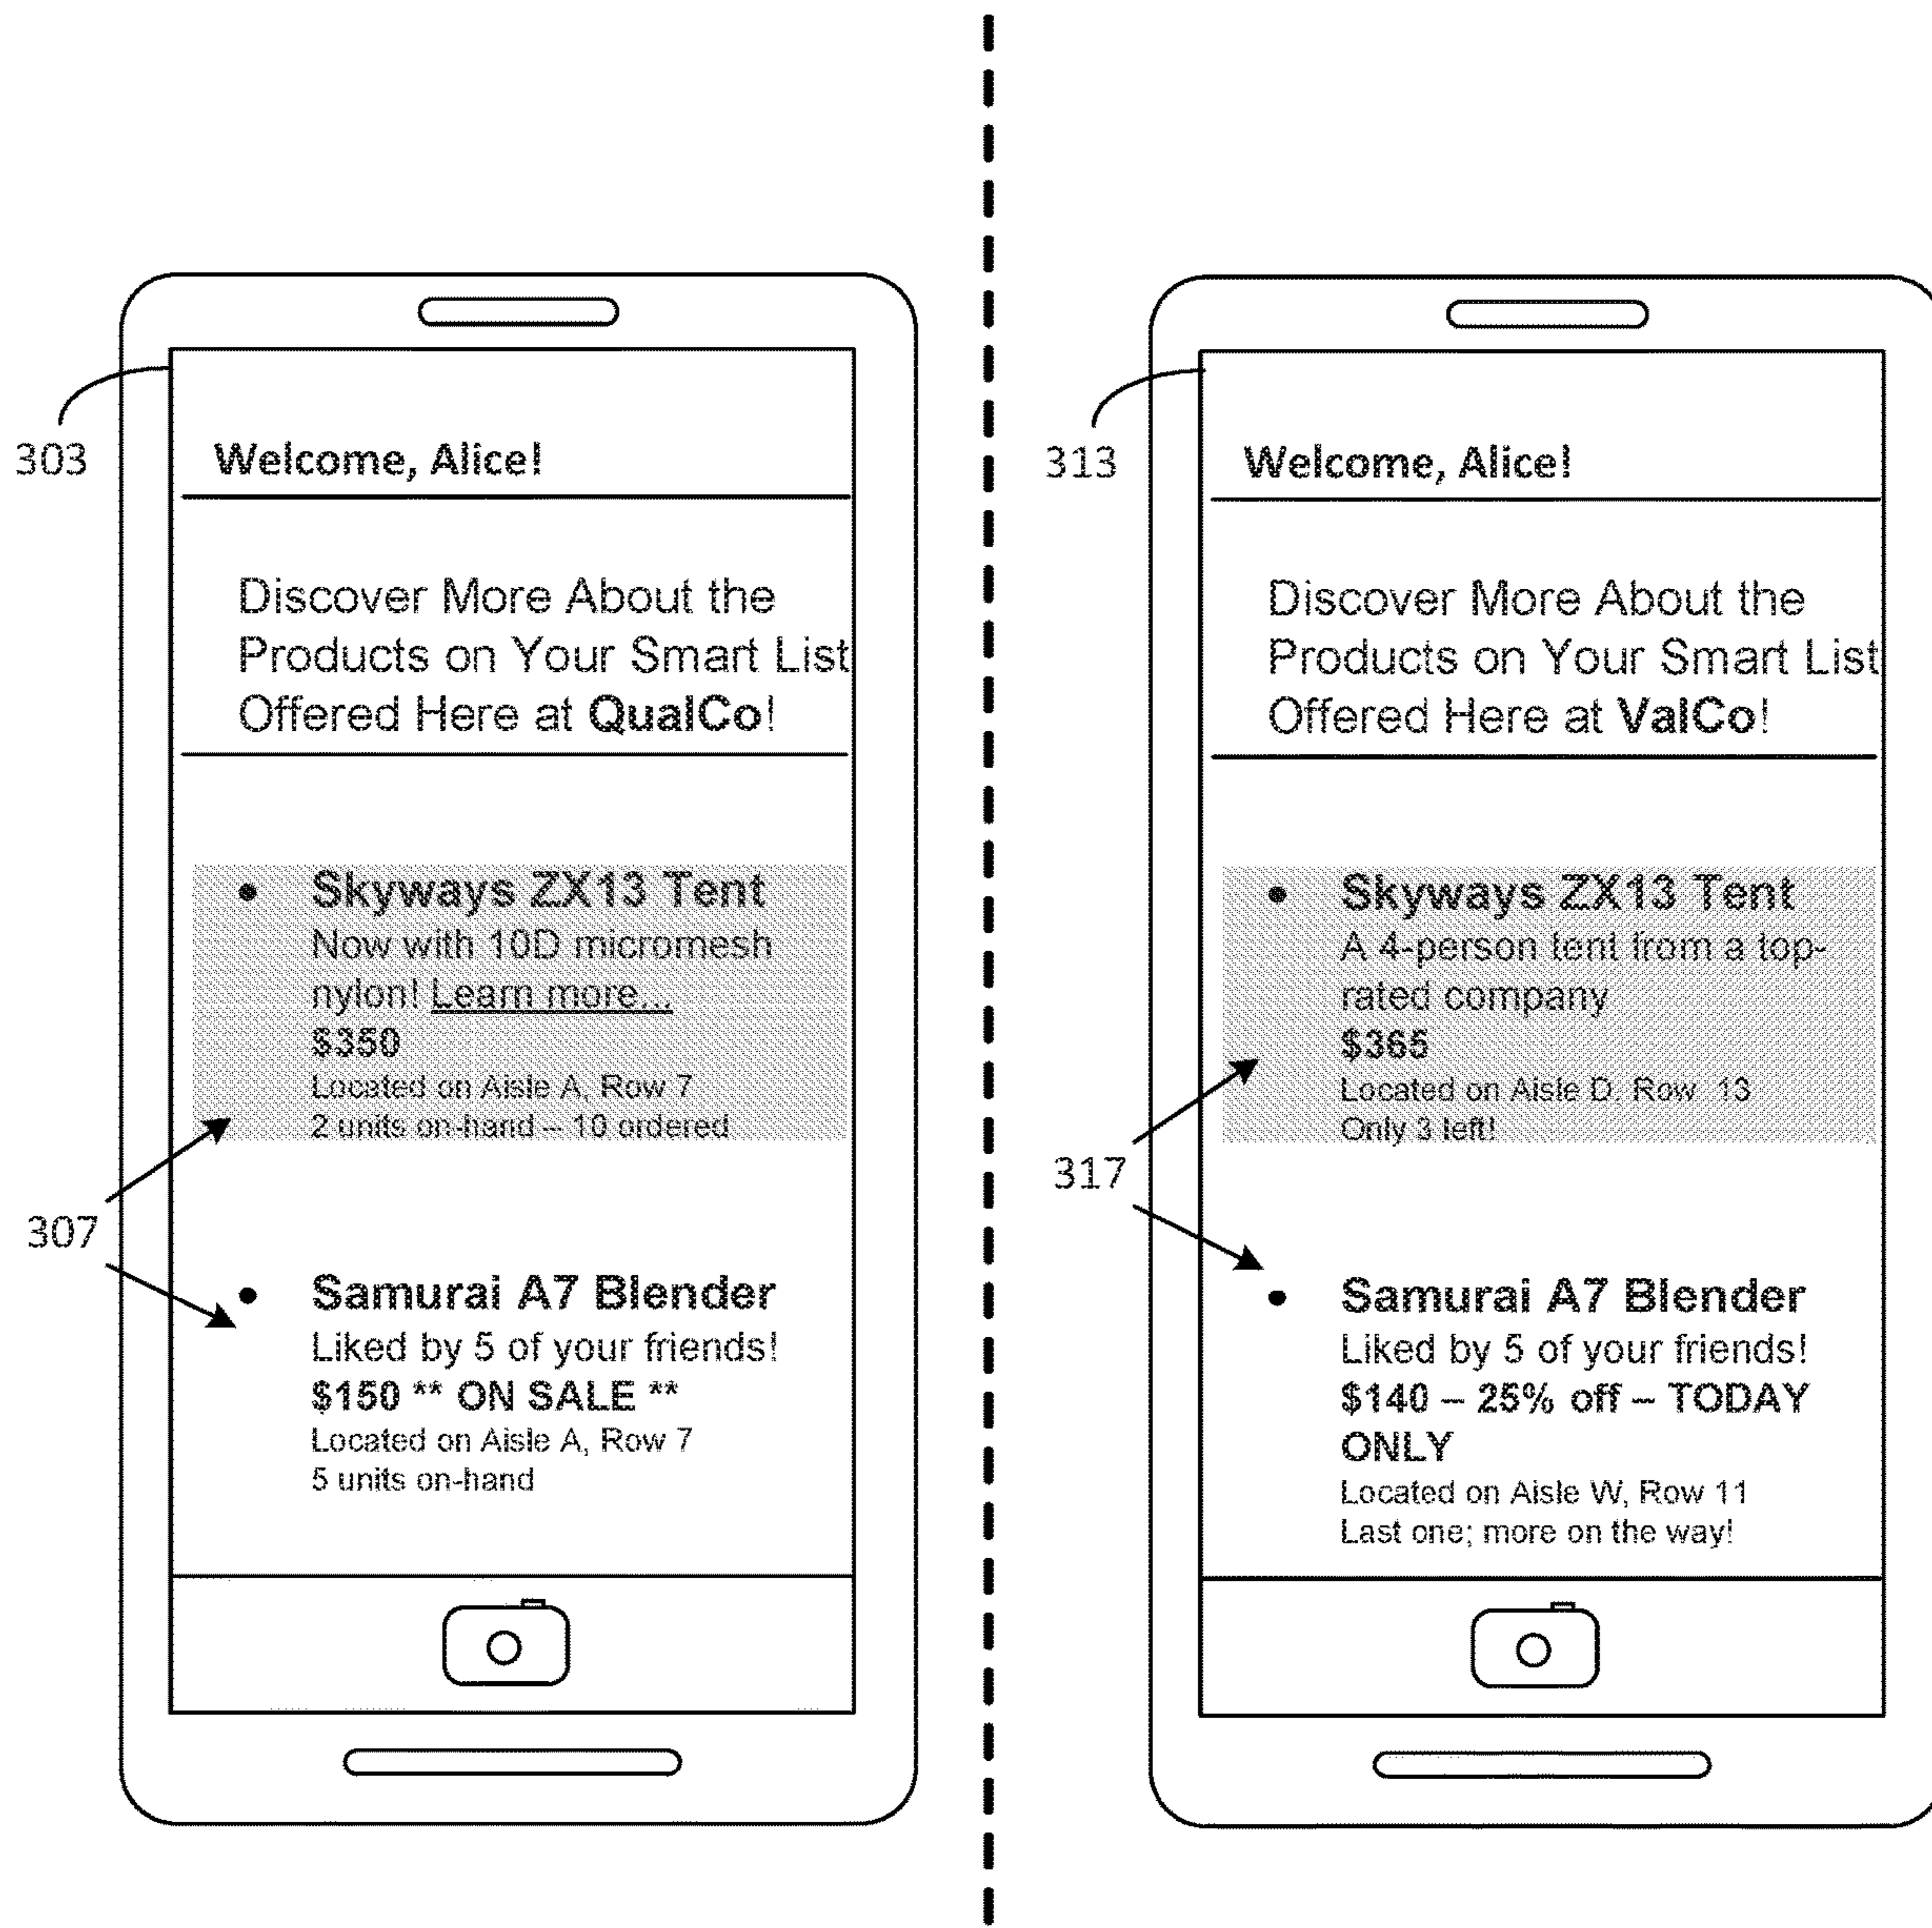 303
Welcome, Alice!
Discover More About the
Products on Your Smart List
Offered Here at QualCo!
• Skyways ZX13 Tent
Now with 10D micromesh
nylon! Learn more...
$350
Located on Aisle A, Row 7
2 units on-hand – 10 ordered
307
• Samurai A7 Blender
Liked by 5 of your friends!
$150 ** ON SALE **
Located on Aisle A, Row 7
5 units on-hand
313
Welcome, Alice!
Discover More About the
Products on Your Smart List
Offered Here at ValCo!
• Skyways ZX13 Tent
A 4-person tent from a top-
rated company
$365
Located on Aisle D. Row 13
Only 3 left!
317
• Samurai A7 Blender
Liked by 5 of your friends!
$140 – 25% off – TODAY
ONLY
Located on Aisle W, Row 11
Last one; more on the way!